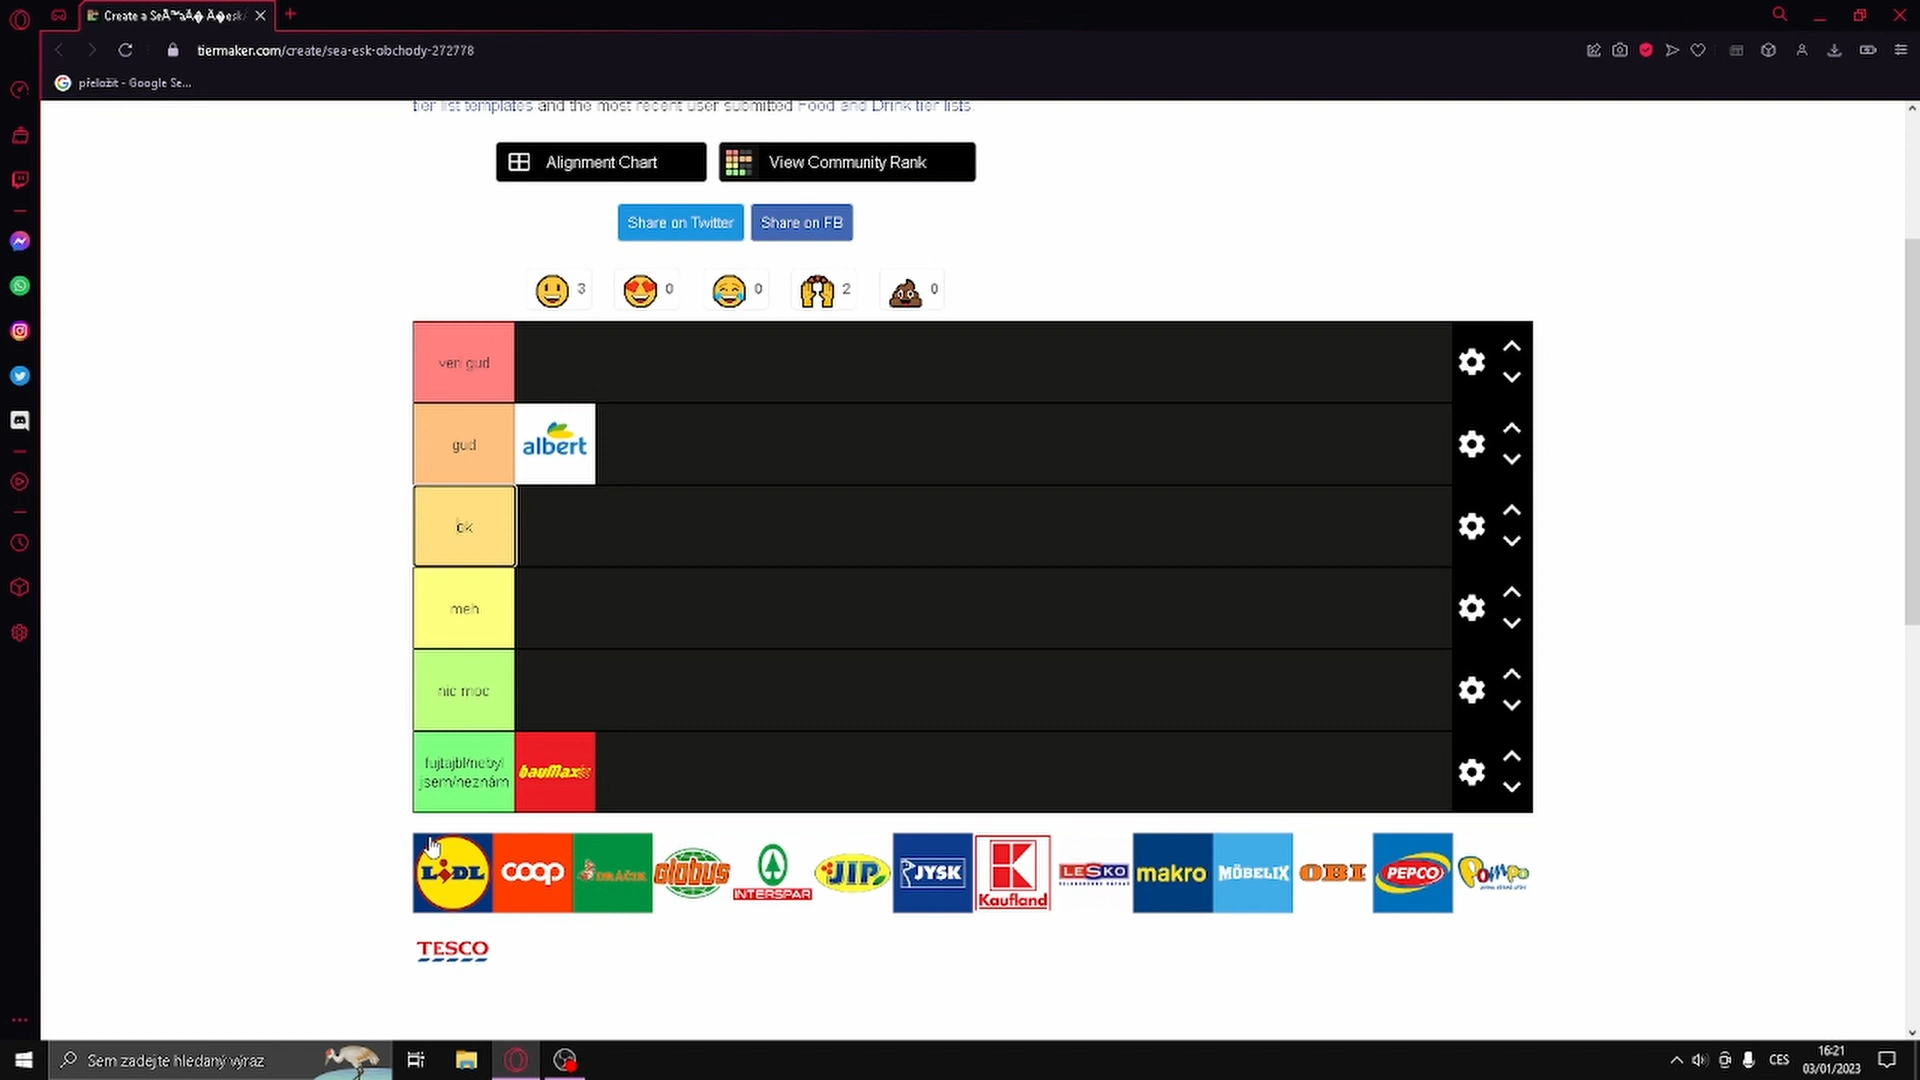 Create a SeÅ™aÄ� Ä�esk
tiermaker.com/create/sea-esk-obchody-272778
přeložit - Google Se...
tier list templates and the most recent user submitted Food and Drink tier lists.
Alignment Chart
View Community Rank
Share on Twitter
Share on FB
3
0
0
2
0
veri gud
gud
albert
ok
meh
nic moc
fujtajbl/nebyl
jsem/neznám
bauMax
LiDL
coop
DRÁČIK
GLOBUS
INTERSPAR
JIP
JYSK
Kaufland
LESKO
makro
MÖBELIX
OBI
PEPCO
Pompo
TESCO
Sem zadejte hledaný výraz
CES
16:21
03/01/2023